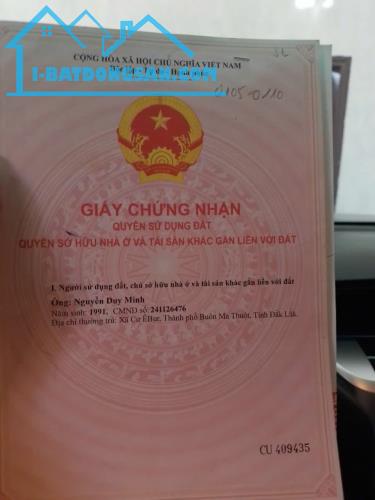 CỘNG HÒA XÃ HỘI CHỦ NGHĨA VIỆT NAM
I-BATDONGSAN.COM
0105-0110
GIẤY CHỨNG NHẬN
QUYỀN SỬ DỤNG ĐẤT
QUYỀN SỞ HỮU NHÀ Ở VÀ TÀI SẢN KHÁC GẮN LIỀN VỚI ĐẤT
I. Người sử dụng đất, chủ sở hữu nhà ở và tài sản khác gắn liền với đất
Ông: Nguyễn Duy Minh
Năm sinh: 1991, CMND số: 241126476
Địa chỉ thường trú: Xã Cư ÊBur, Thành phố Buôn Ma Thuột, Tỉnh Đắk Lắk.
CU 409435